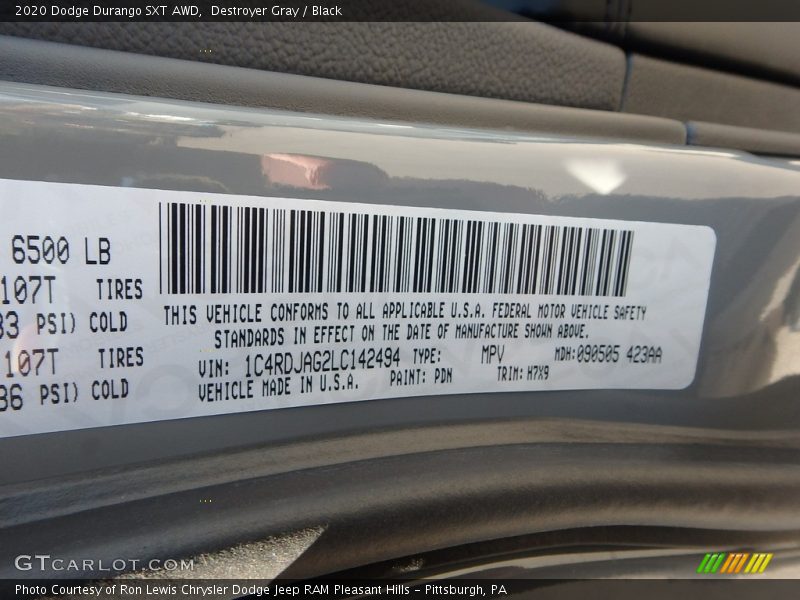 2020 Dodge Durango SXT AWD, Destroyer Gray / Black
6500 LB
107T TIRES
PSI) COLD
107T TIRES
PSI) COLD
THIS VEHICLE CONFORMS TO ALL APPLICABLE U.S.A. FEDERAL MOTOR VEHICLE SAFETY
STANDARDS IN EFFECT ON THE DATE OF MANUFACTURE SHOWN ABOVE.
VIN: 1C4RDJAG2LC142494 TYPE: MPV MDH:090505 423AA
VEHICLE MADE IN U.S.A. PAINT: PDN TRIM: H7X9
GTCARLOT.COM
Photo Courtesy of Ron Lewis Chrysler Dodge Jeep RAM Pleasant Hills - Pittsburgh, PA